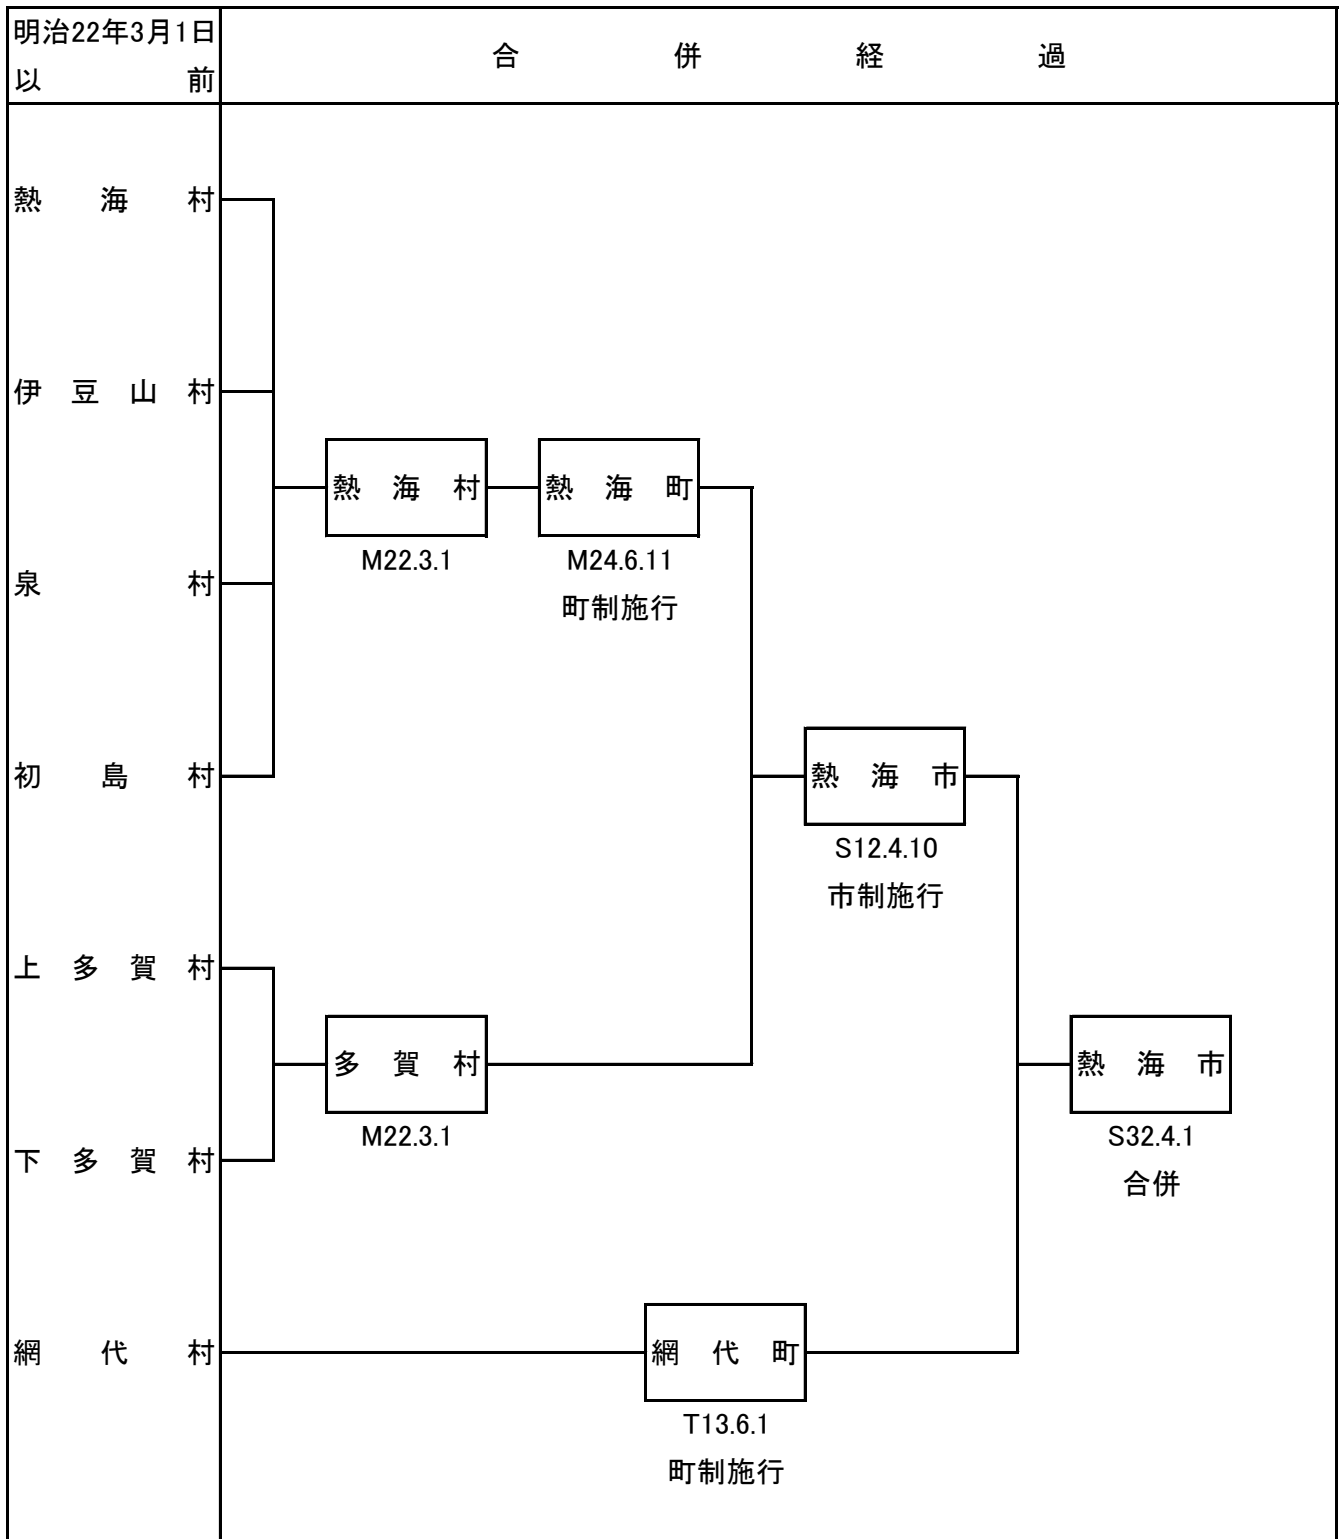 明治22年3月1日
以前
合併経過
熱海村
伊豆山村
熱海村
熱海町
M22.3.1
M24.6.11
泉村
町制施行
初島村
熱海市
S12.4.10
市制施行
上多賀村
多賀村
熱海市
M22.3.1
S32.4.1
下多賀村
合併
網代村
網代町
T13.6.1
町制施行